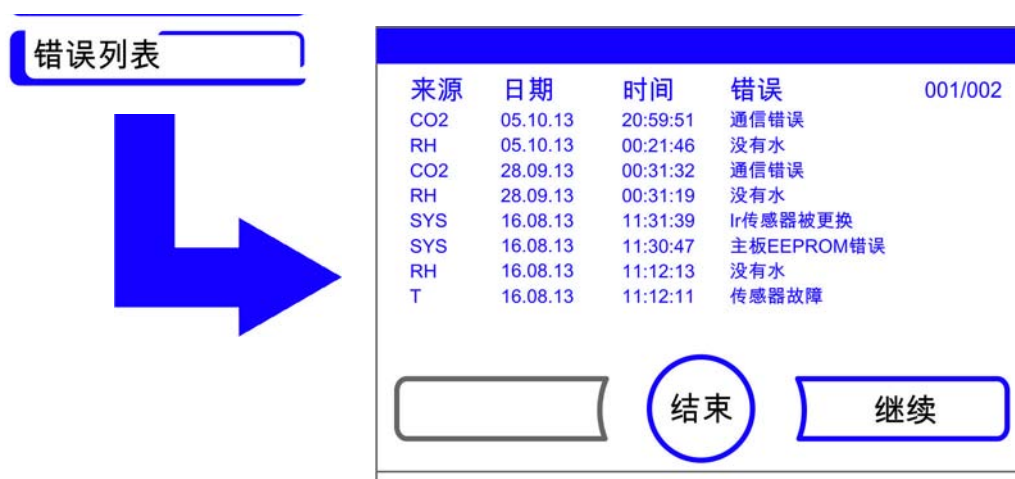 错误列表
来源 日期 时间 错误 001/002
CO2 05.10.13 20:59:51 通信错误
RH 05.10.13 00:21:46 没有水
CO2 28.09.13 00:31:32 通信错误
RH 28.09.13 00:31:19 没有水
SYS 16.08.13 11:31:39 Ir传感器被更换
SYS 16.08.13 11:30:47 主板EEPROM错误
RH 16.08.13 11:12:13 没有水
T 16.08.13 11:12:11 传感器故障
结束 继续